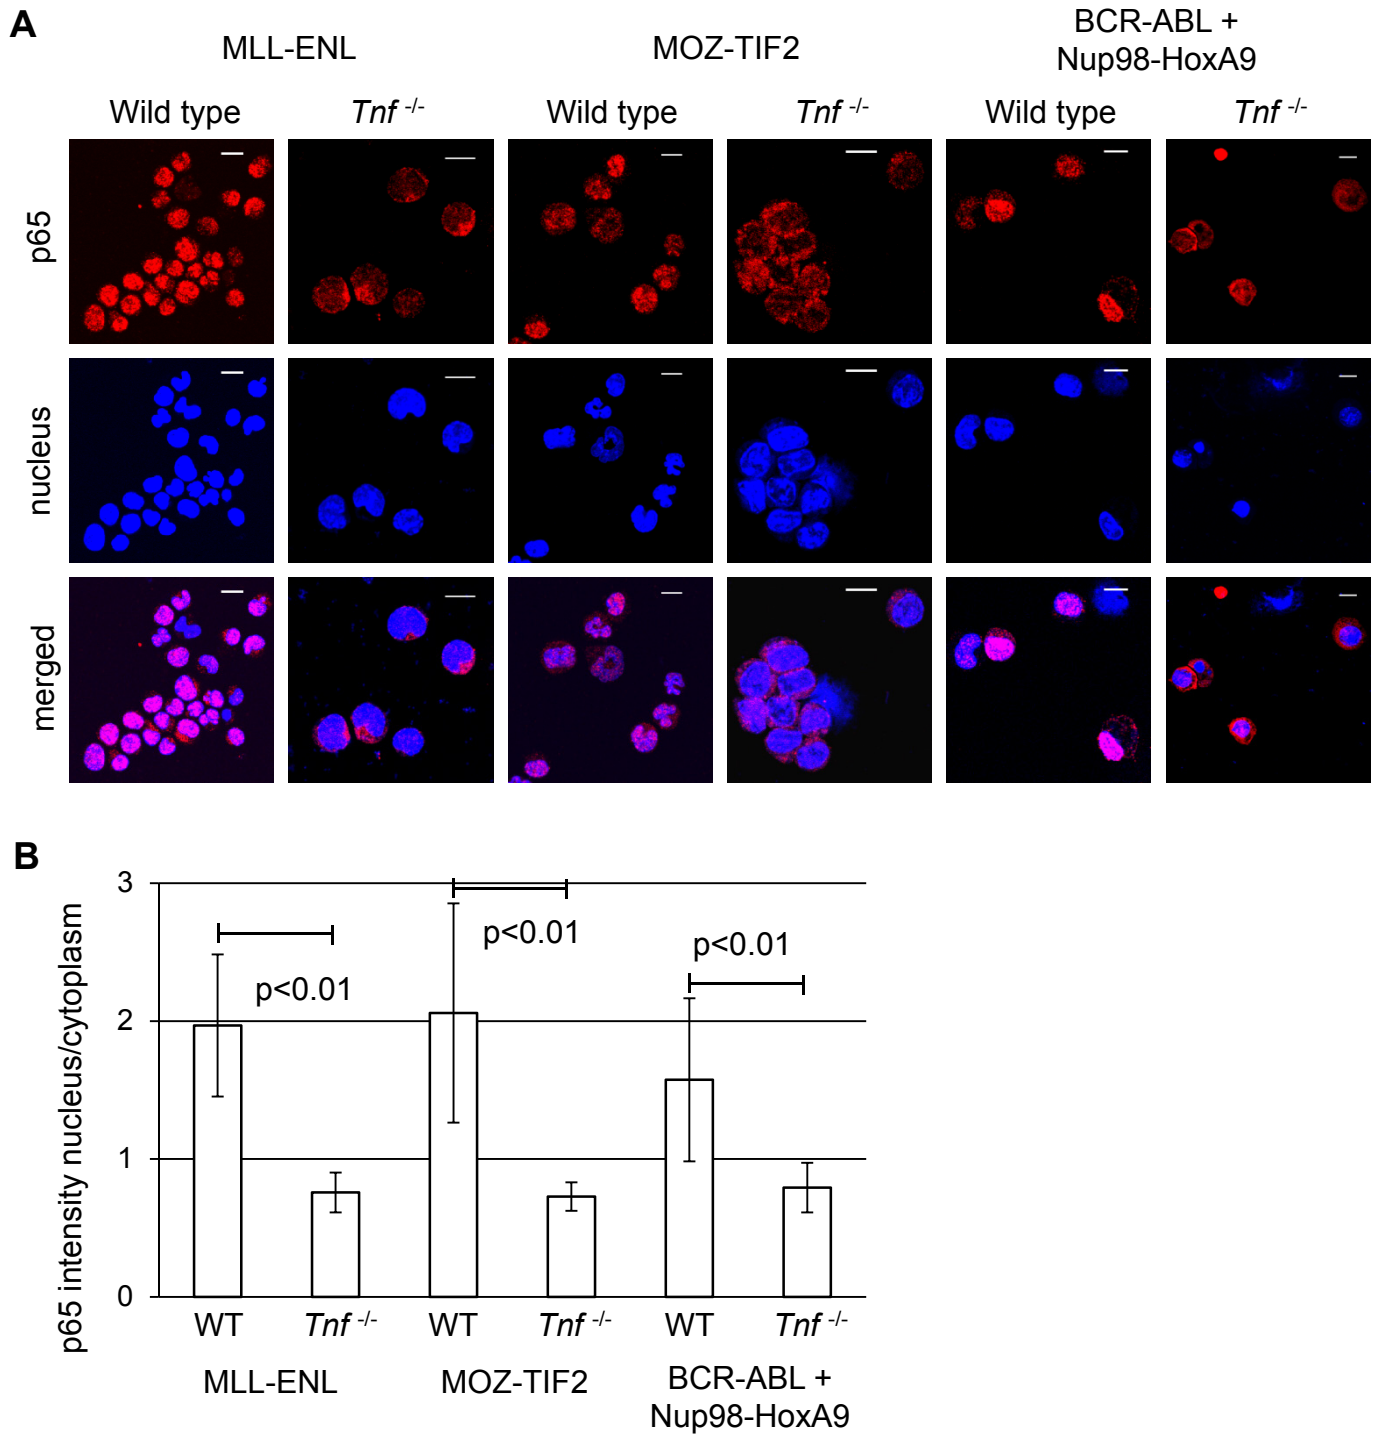 A
MLL-ENL
MOZ-TIF2
BCR-ABL +
Nup98-HoxA9
Wild type
Tnf -/-
Wild type
Tnf -/-
Wild type
Tnf -/-
p65
nucleus
merged
B
p65 intensity nucleus/cytoplasm
3
2
1
0
p<0.01
p<0.01
p<0.01
WT
Tnf -/-
WT
Tnf -/-
WT
Tnf -/-
MLL-ENL
MOZ-TIF2
BCR-ABL +
Nup98-HoxA9